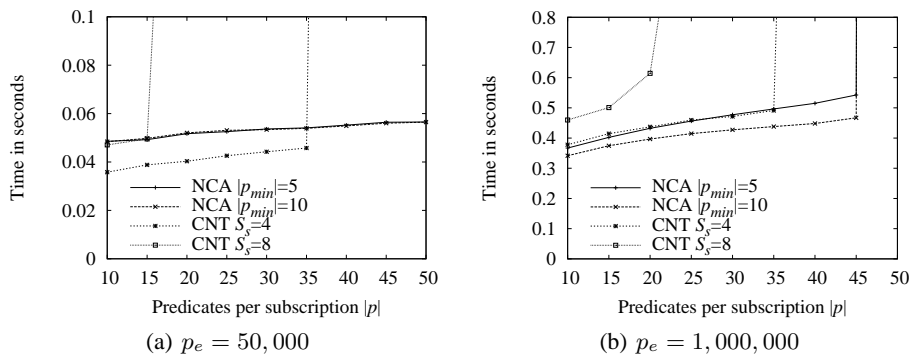 0.1
0.08
0.06
0.04
0.02
0
Time in seconds
NCA |p_min|=5
NCA |p_min|=10
CNT S_s=4
CNT S_s=8
10 15 20 25 30 35 40 45 50
Predicates per subscription |p|
(a) p_e = 50,000
0.8
0.7
0.6
0.5
0.4
0.3
0.2
0.1
0
Time in seconds
NCA |p_min|=5
NCA |p_min|=10
CNT S_s=4
CNT S_s=8
10 15 20 25 30 35 40 45 50
Predicates per subscription |p|
(b) p_e = 1,000,000